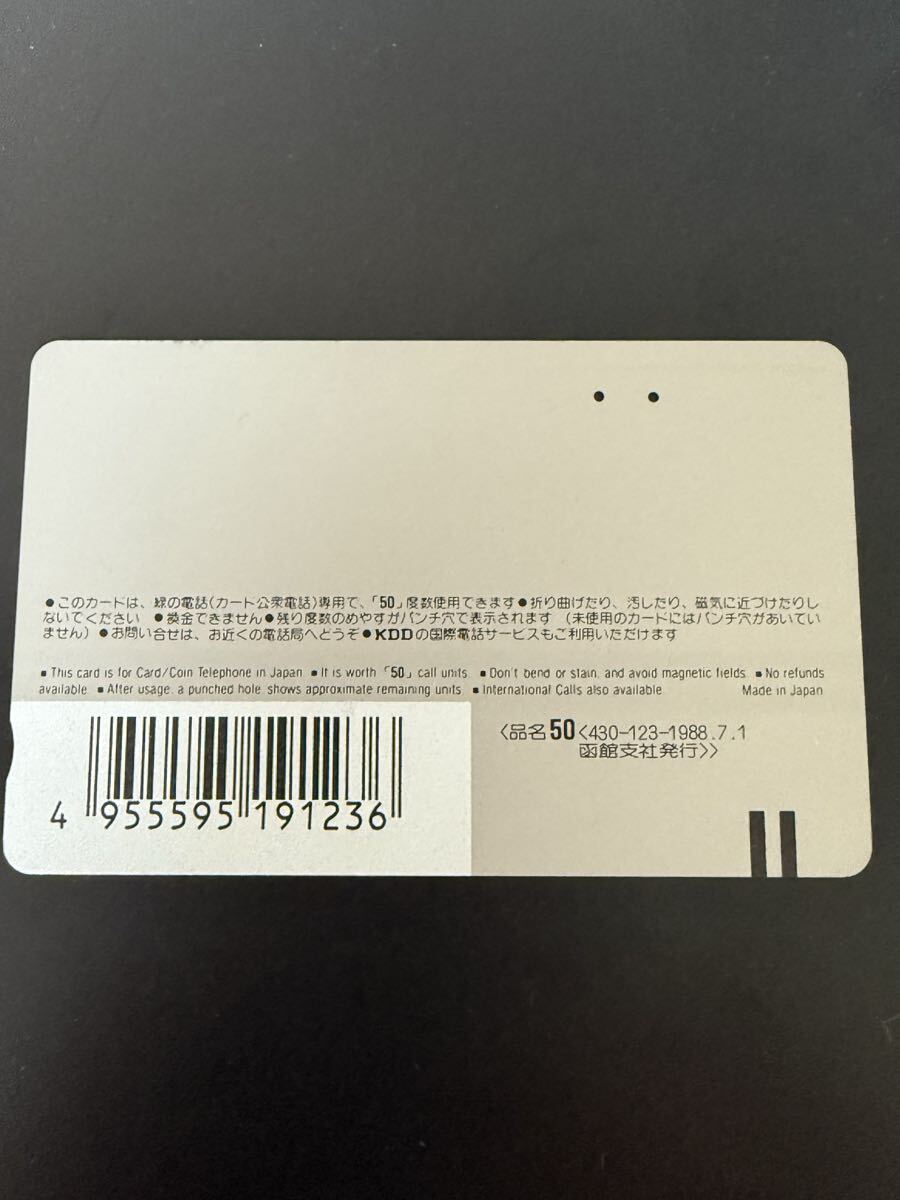 ●このカードは、緑の電話(カード公衆電話)専用で、「50」度数使用できます●折り曲げたり、汚したり、磁気に近づけたりし
ないでください ●換金できません●残り度数のめやすがパンチ穴で表示されます (未使用のカードにはパンチ穴があいてい
ません)●お問い合せは、お近くの電話局へどうぞ●KDDの国際電話サービスもご利用いただけます
■This card is for Card/Coin Telephone in Japan ■It is worth「50」call units ■Don't bend or stain, and avoid magnetic fields ■No refunds
available ■After usage, a punched hole shows approximate remaining units ■International Calls also available Made in Japan
〈品名50〈430-123-1988.7.1
函館支社発行〉〉
4 955595 191236